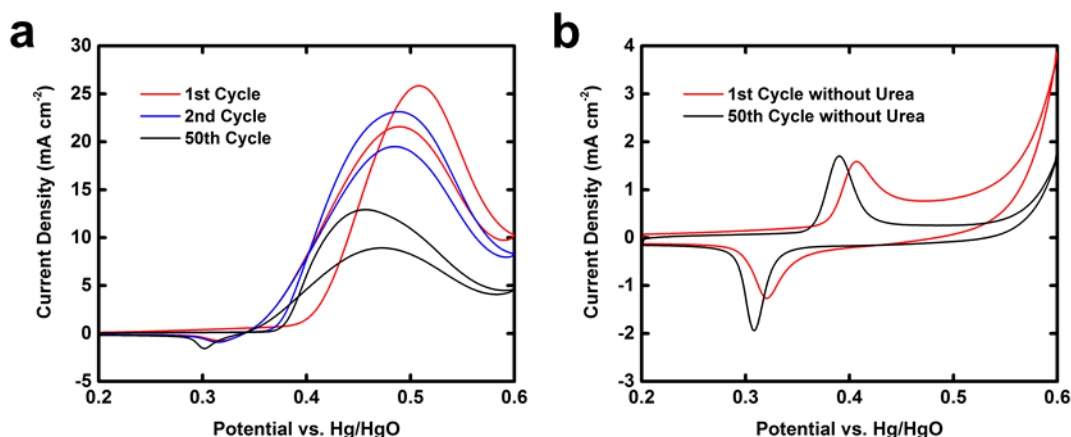 a
Current Density (mA cm⁻²)
30
25
20
15
10
5
0
-5
1st Cycle
2nd Cycle
50th Cycle
0.2 0.3 0.4 0.5 0.6
Potential vs. Hg/HgO
b
Current Density (mA cm⁻²)
4
3
2
1
0
-1
-2
-3
1st Cycle without Urea
50th Cycle without Urea
0.2 0.3 0.4 0.5 0.6
Potential vs. Hg/HgO